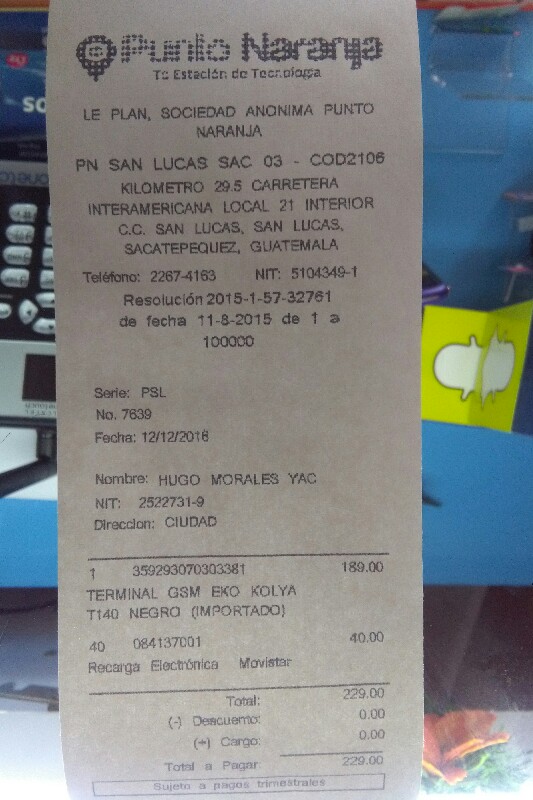 Punto Naranja
Tu Estación de Tecnología
LE PLAN, SOCIEDAD ANONIMA PUNTO
NARANJA
PN SAN LUCAS SAC 03 - COD2106
KILOMETRO 29.5 CARRETERA
INTERAMERICANA LOCAL 21 INTERIOR
C.C. SAN LUCAS, SAN LUCAS,
SACATEPEQUEZ, GUATEMALA
Teléfono: 2267-4163 NIT: 5104349-1
Resolución 2015-1-57-32761
de fecha 11-8-2015 de 1 a
100000
Serie: PSL
No. 7639
Fecha: 12/12/2016
Nombre: HUGO MORALES YAC
NIT: 2522731-9
Direccion: CIUDAD
1 359293070303381 189.00
TERMINAL GSM EKO KOLYA
T140 NEGRO (IMPORTADO)
40 084137001 40.00
Recarga Electrónica Movistar
Total: 229.00
(-) Descuento: 0.00
(+) Cargo: 0.00
Total a Pagar: 229.00
Sujeto a pagos trimestrales